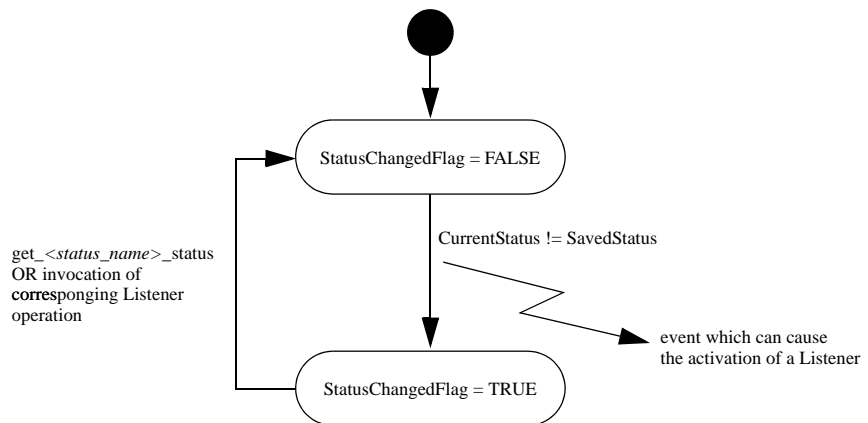 StatusChangedFlag = FALSE
get_<status_name>_status
OR invocation of
corresponging Listener
operation
CurrentStatus != SavedStatus
event which can cause
the activation of a Listener
StatusChangedFlag = TRUE